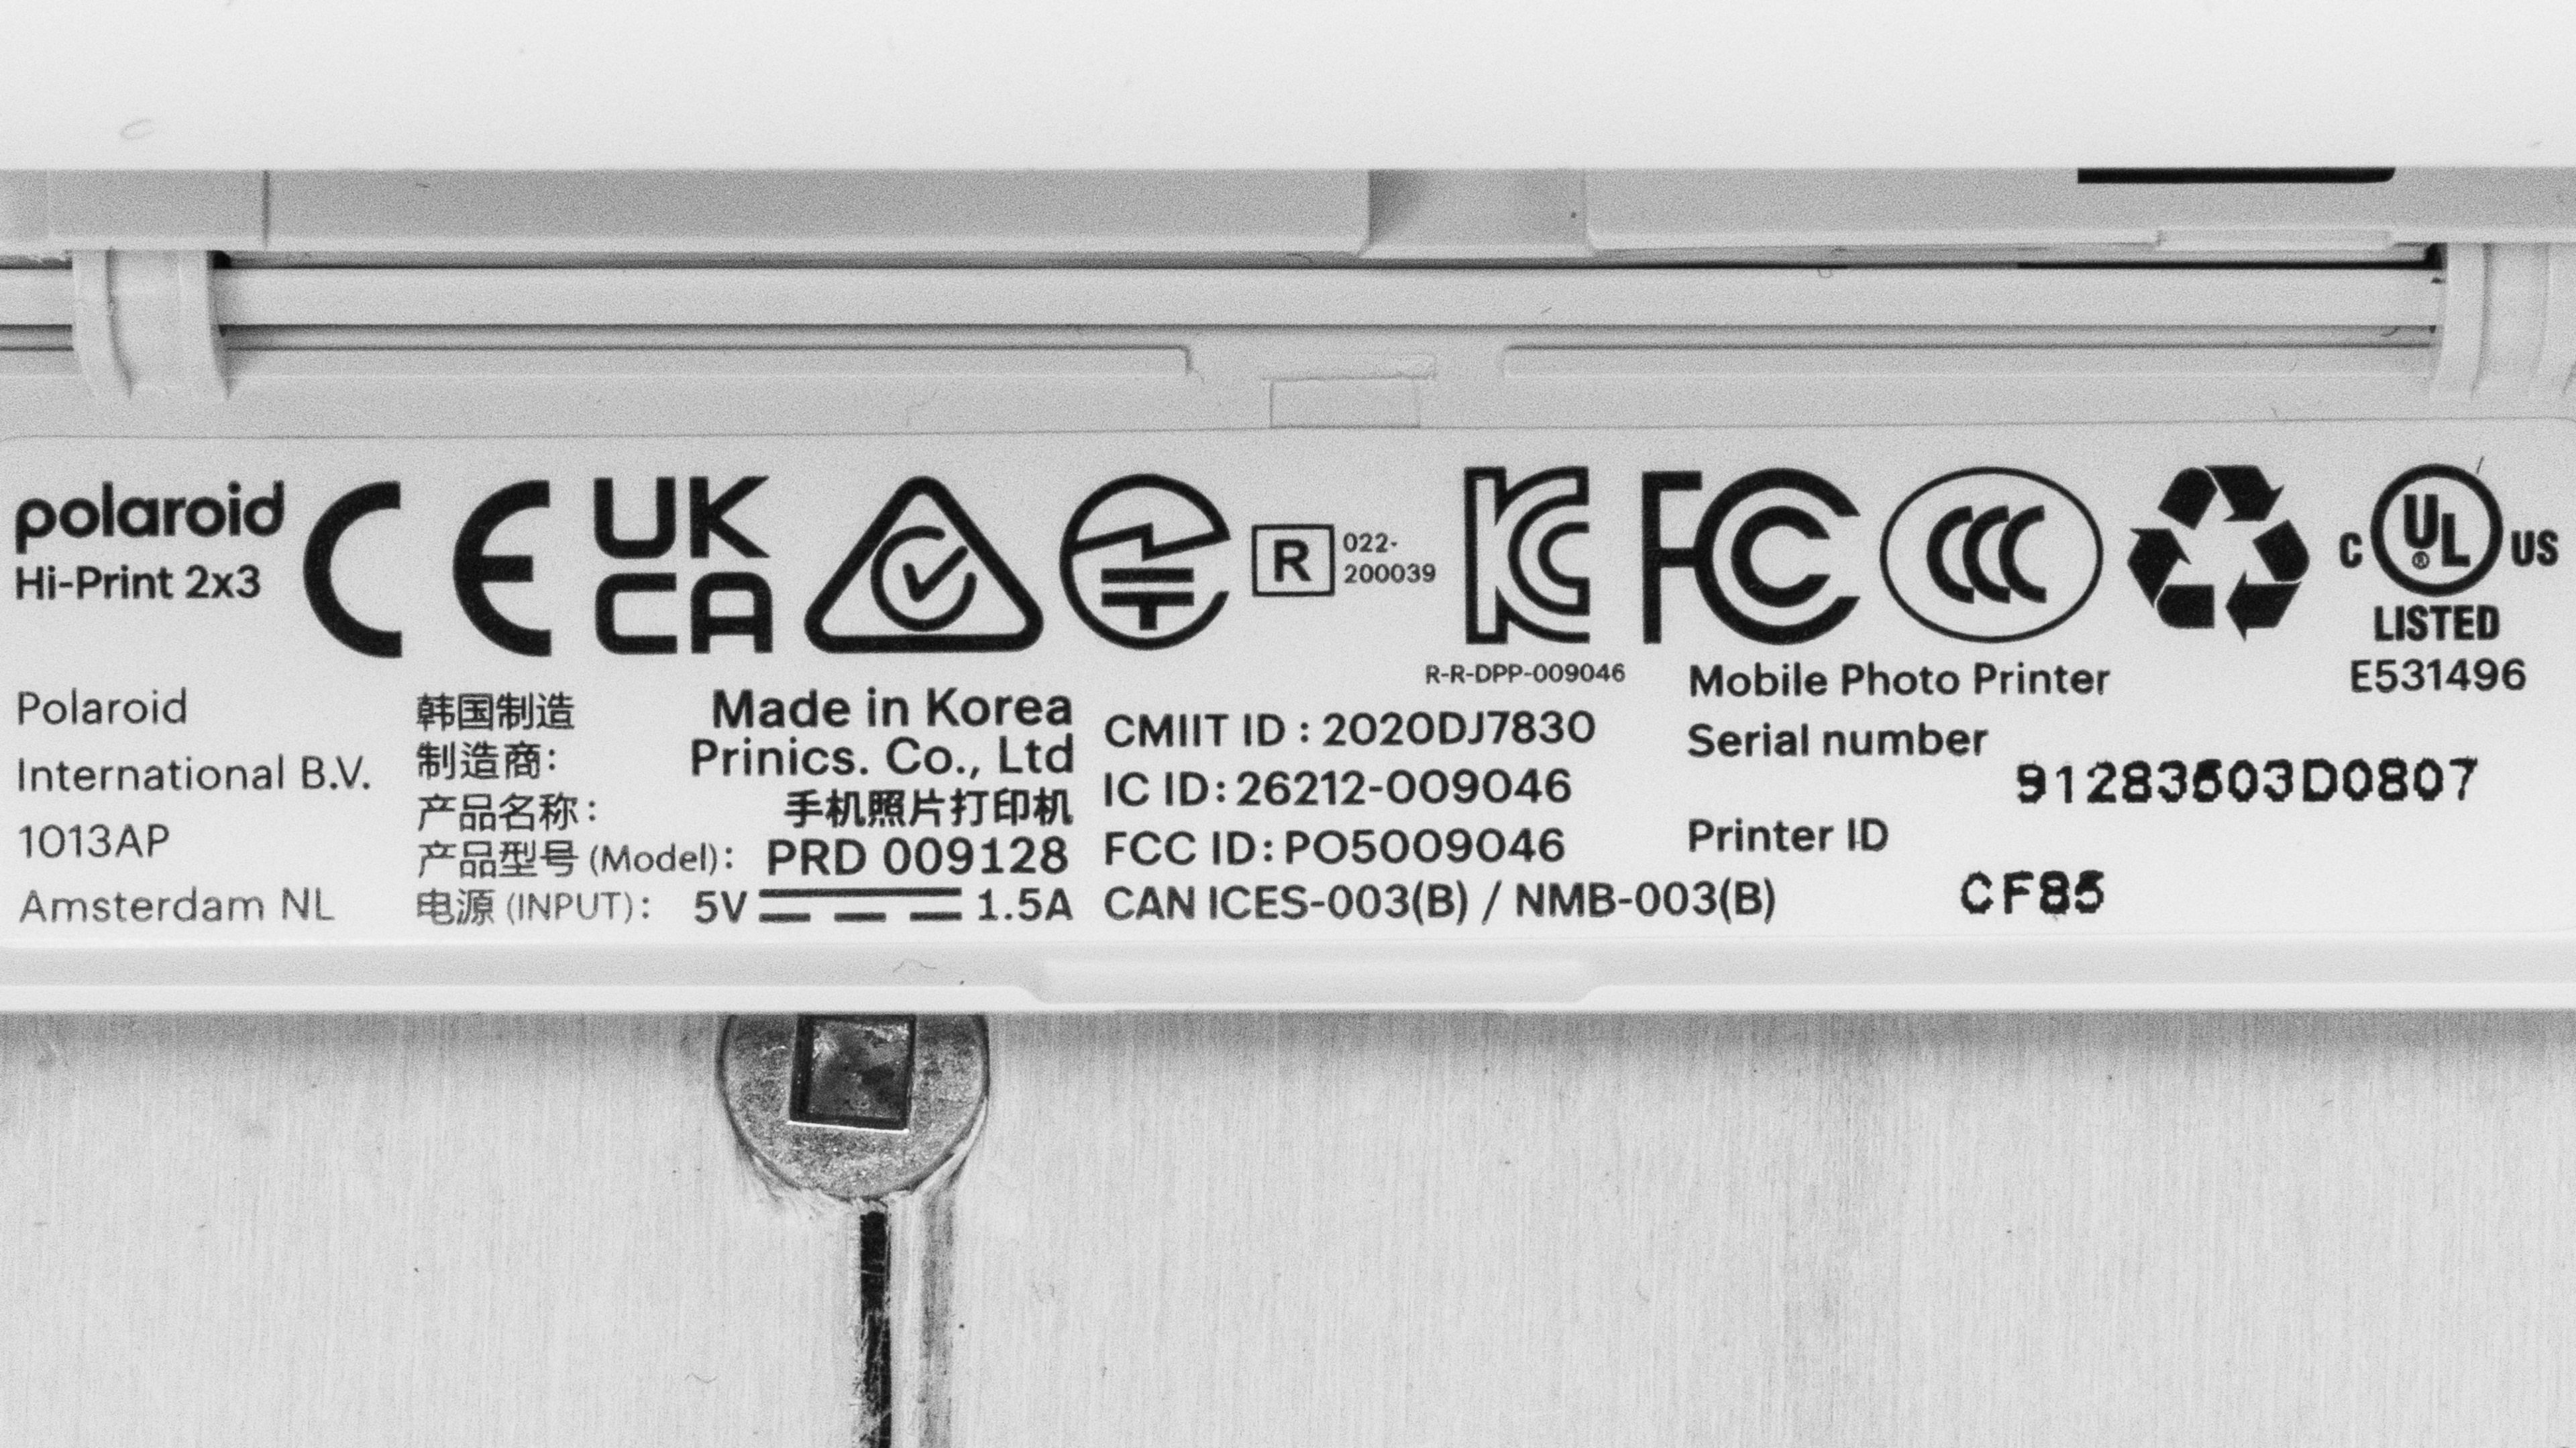 polaroid
Hi-Print 2x3
CE
UK
CA
R
022-
200039
FCC
CCC
C UL® US
LISTED
E531496
R-R-DPP-009046
Polaroid
International B.V.
1013AP
Amsterdam NL
韩国制造 Made in Korea
制造商: Prinics. Co., Ltd
产品名称: 手机照片打印机
产品型号 (Model): PRD 009128
电源 (INPUT): 5V 1.5A
CMIIT ID : 2020DJ7830
IC ID: 26212-009046
FCC ID: PO5009046
CAN ICES-003(B) / NMB-003(B)
Mobile Photo Printer
Serial number
91283603D0807
Printer ID
CF85